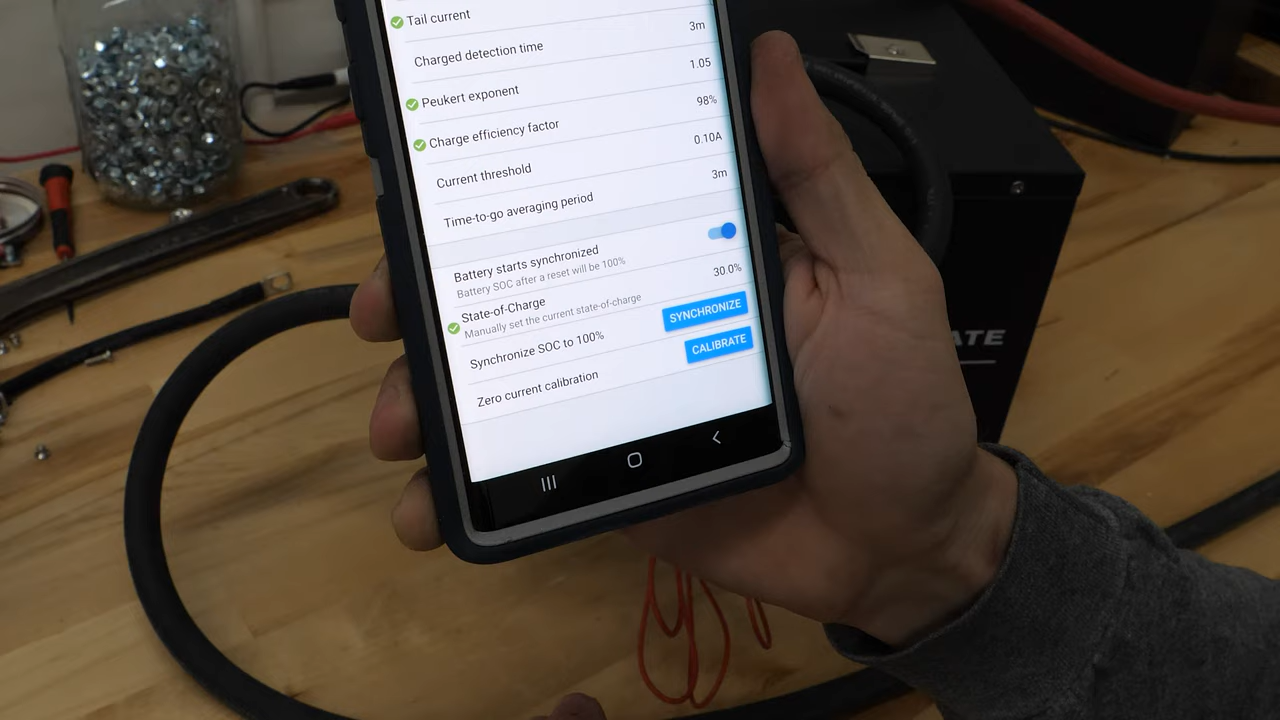 Tail current
Charged detection time 3m
Peukert exponent 1.05
Charge efficiency factor 98%
Current threshold 0.10A
Time-to-go averaging period 3m
Battery starts synchronized
Battery SOC after a reset will be 100%
State-of-Charge 30.0%
Manually set the current state-of-charge
Synchronize SOC to 100% SYNCHRONIZE
Zero current calibration CALIBRATE
ATE